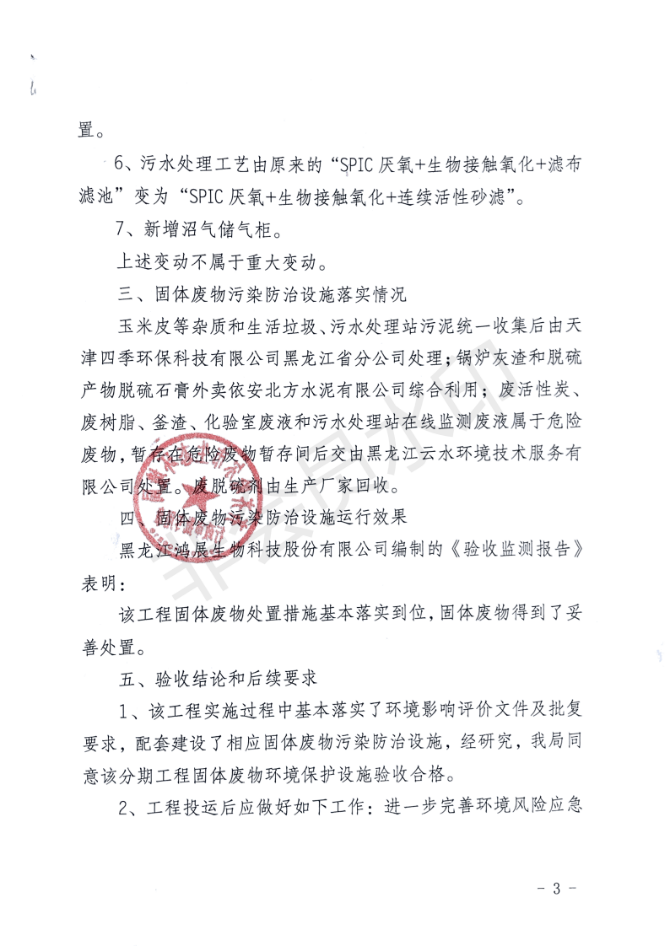 置。
6、污水处理工艺由原来的“SPIC 厌氧+生物接触氧化+滤布
滤池”变为“SPIC 厌氧+生物接触氧化+连续活性砂滤”。
7、新增沼气储气柜。
上述变动不属于重大变动。
三、固体废物污染防治设施落实情况
玉米皮等杂质和生活垃圾、污水处理站污泥统一收集后由天
津四季环保科技有限公司黑龙江省分公司处理；锅炉灰渣和脱硫
产物脱硫石膏外卖依安北方水泥有限公司综合利用；废活性炭、
废树脂、釜渣、化验室废液和污水处理站在线监测废液属于危险
废物，暂存在危险废物暂存间后交由黑龙江云水环境技术服务有
限公司处置。废脱硫剂由生产厂家回收。
四、固体废物污染防治设施运行效果
黑龙江鸿展生物科技股份有限公司编制的《验收监测报告》
表明：
该工程固体废物处置措施基本落实到位，固体废物得到了妥
善处置。
五、验收结论和后续要求
1、该工程实施过程中基本落实了环境影响评价文件及批复
要求，配套建设了相应固体废物污染防治设施，经研究，我局同
意该分期工程固体废物环境保护设施验收合格。
2、工程投运后应做好如下工作：进一步完善环境风险应急
- 3 -
非会员水印